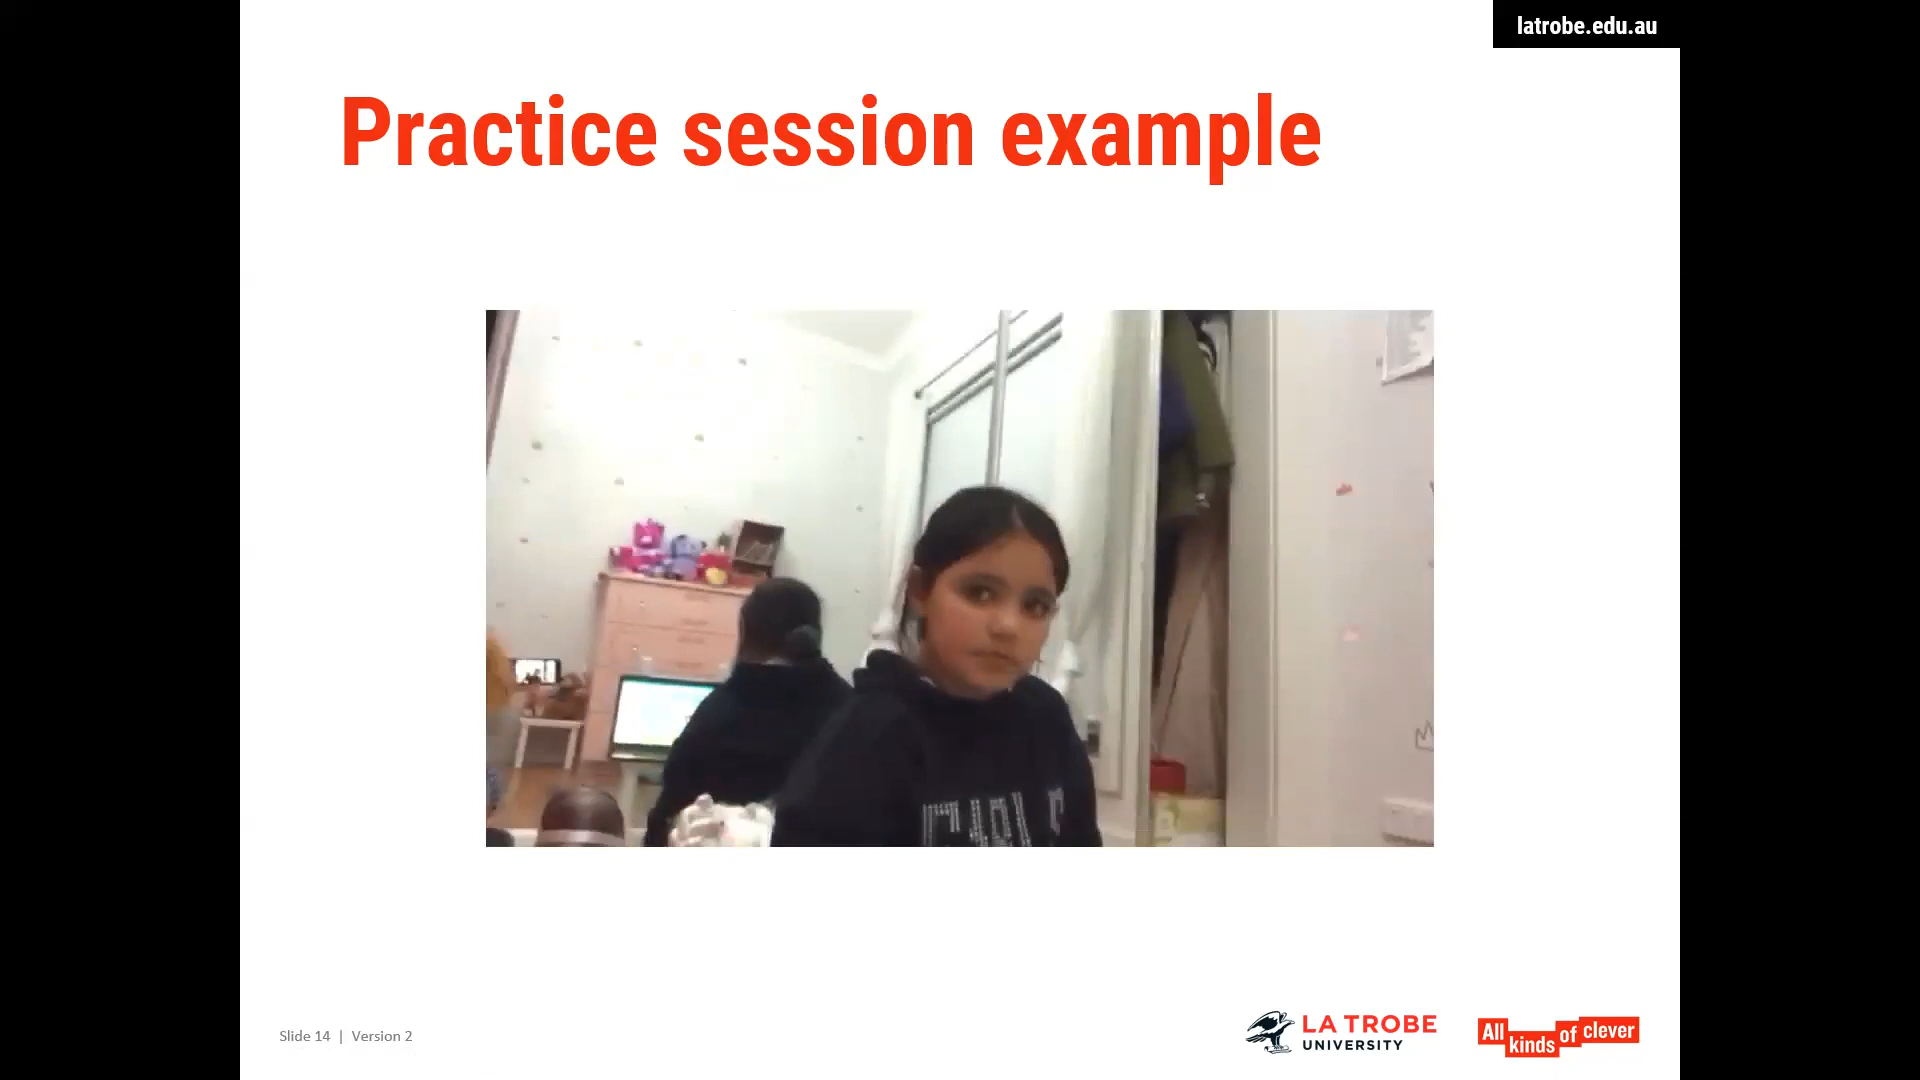 latrobe.edu.au
Practice session example
Slide 14 | Version 2
LA TROBE
UNIVERSITY
All kinds of clever